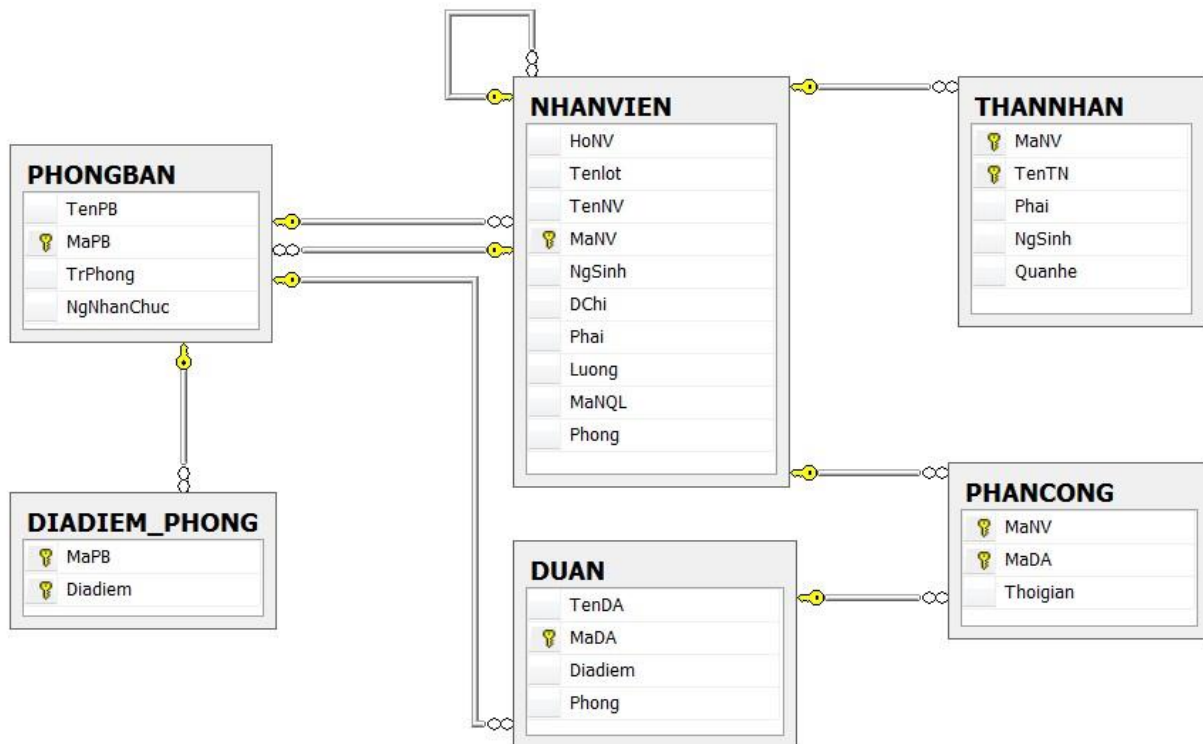 PHONGBAN
TenPB
MaPB
TrPhong
NgNhanChuc
DIADIEM_PHONG
MaPB
Diadiem
NHANVIEN
HoNV
Tenlot
TenNV
MaNV
NgSinh
DChi
Phai
Luong
MaNQL
Phong
DUAN
TenDA
MaDA
Diadiem
Phong
THANNHAN
MaNV
TenTN
Phai
NgSinh
Quanhe
PHANCONG
MaNV
MaDA
Thoigian